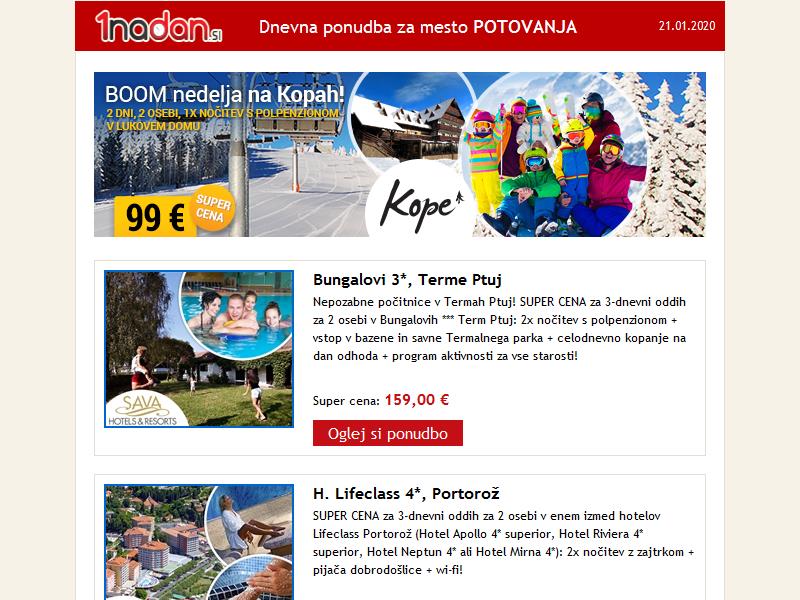 1nadan.si
Dnevna ponudba za mesto POTOVANJA
21.01.2020
BOOM nedelja na Kopah!
2 DNI, 2 OSEBI, 1X NOČITEV S POLPENZIONOM
V LUKOVEM DOMU
99 €
SUPER
CENA
Kope
Bungalovi 3*, Terme Ptuj
Nepozabne počitnice v Termah Ptuj! SUPER CENA za 3-dnevni oddih
za 2 osebi v Bungalovih *** Term Ptuj: 2x nočitev s polpenzionom +
vstop v bazene in savne Termalnega parka + celodnevno kopanje na
dan odhoda + program aktivnosti za vse starosti!
SAVA
HOTELS & RESORTS
Super cena: 159,00 €
Oglej si ponudbo
H. Lifeclass 4*, Portorož
SUPER CENA za 3-dnevni oddih za 2 osebi v enem izmed hotelov
Lifeclass Portorož (Hotel Apollo 4* superior, Hotel Riviera 4*
superior, Hotel Neptun 4* ali Hotel Mirna 4*): 2x nočitev z zajtrkom +
pijača dobrodošlice + wi-fi!